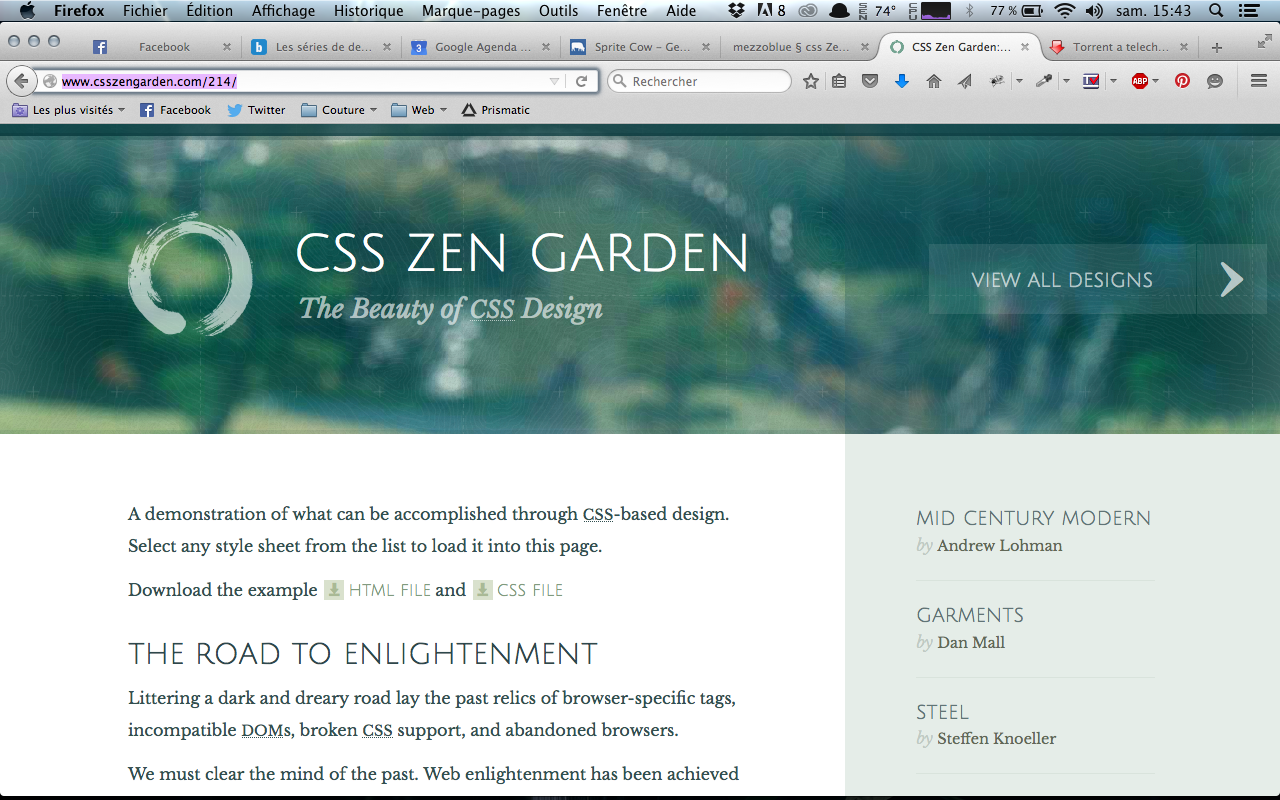 Firefox Fichier Édition Affichage Historique Marque-pages Outils Fenêtre Aide 8 74° 77 % sam. 15:43
Facebook Les séries de de... Google Agenda ... Sprite Cow - Ge... mezzoblue § css Ze... CSS Zen Garden:... Torrent a telech...
www.csszengarden.com/214/ Rechercher ABP
Les plus visités Facebook Twitter Couture Web Prismatic
CSS ZEN GARDEN
The Beauty of CSS Design
VIEW ALL DESIGNS
A demonstration of what can be accomplished through CSS-based design.
Select any style sheet from the list to load it into this page.
Download the example HTML FILE and CSS FILE
THE ROAD TO ENLIGHTENMENT
Littering a dark and dreary road lay the past relics of browser-specific tags,
incompatible DOMs, broken CSS support, and abandoned browsers.
We must clear the mind of the past. Web enlightenment has been achieved
MID CENTURY MODERN
by Andrew Lohman
GARMENTS
by Dan Mall
STEEL
by Steffen Knoeller